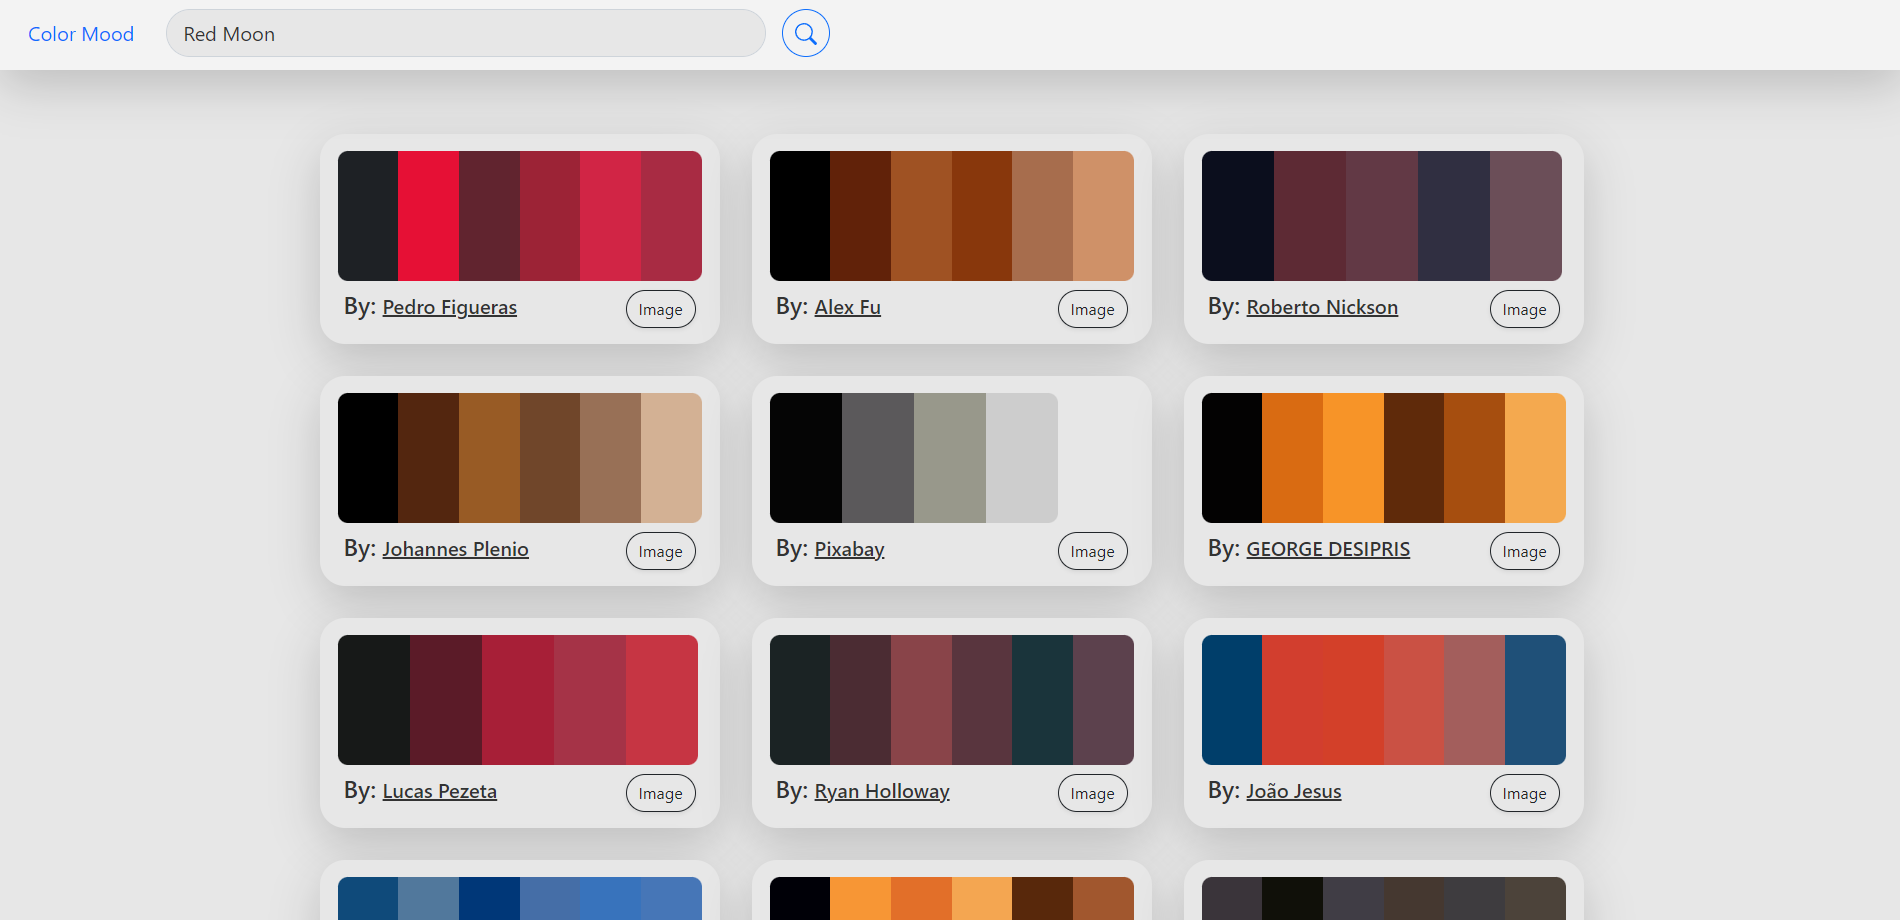 Color Mood Red Moon
By: Pedro Figueras Image
By: Alex Fu Image
By: Roberto Nickson Image
By: Johannes Plenio Image
By: Pixabay Image
By: GEORGE DESIPRIS Image
By: Lucas Pezeta Image
By: Ryan Holloway Image
By: João Jesus Image